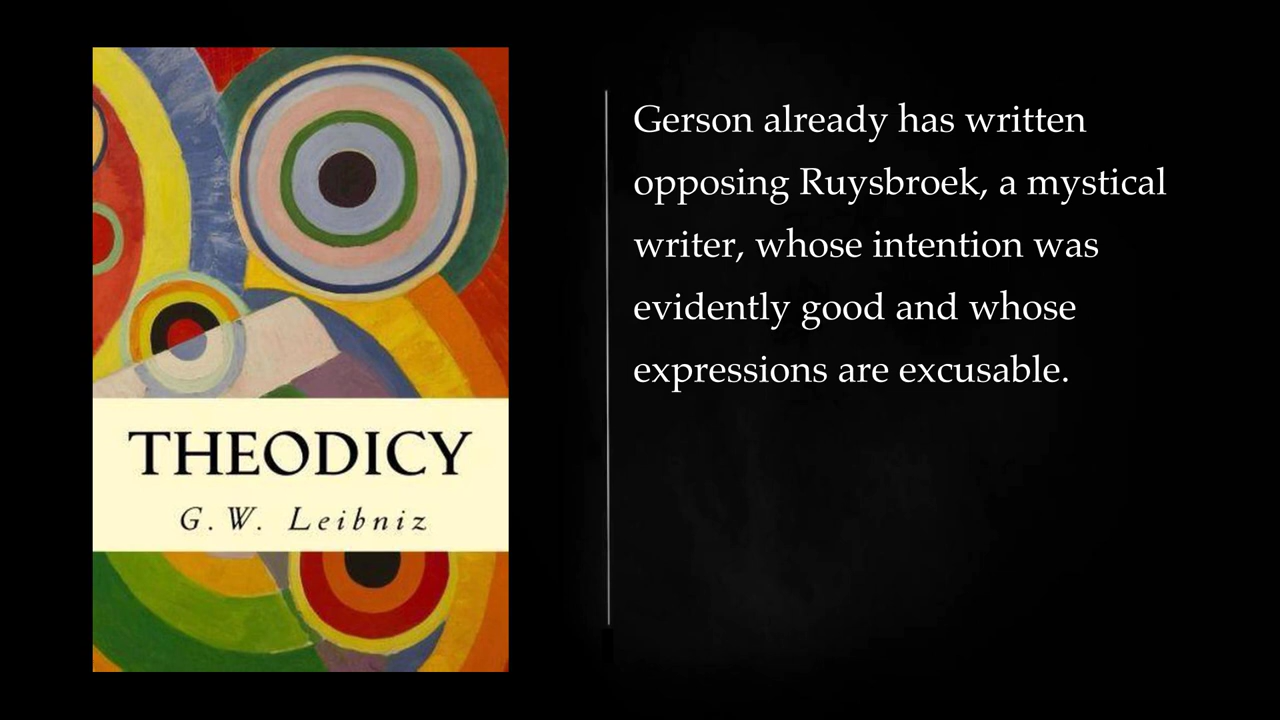 THEODICY
G. W. Leibniz
Gerson already has written
opposing Ruysbroek, a mystical
writer, whose intention was
evidently good and whose
expressions are excusable.